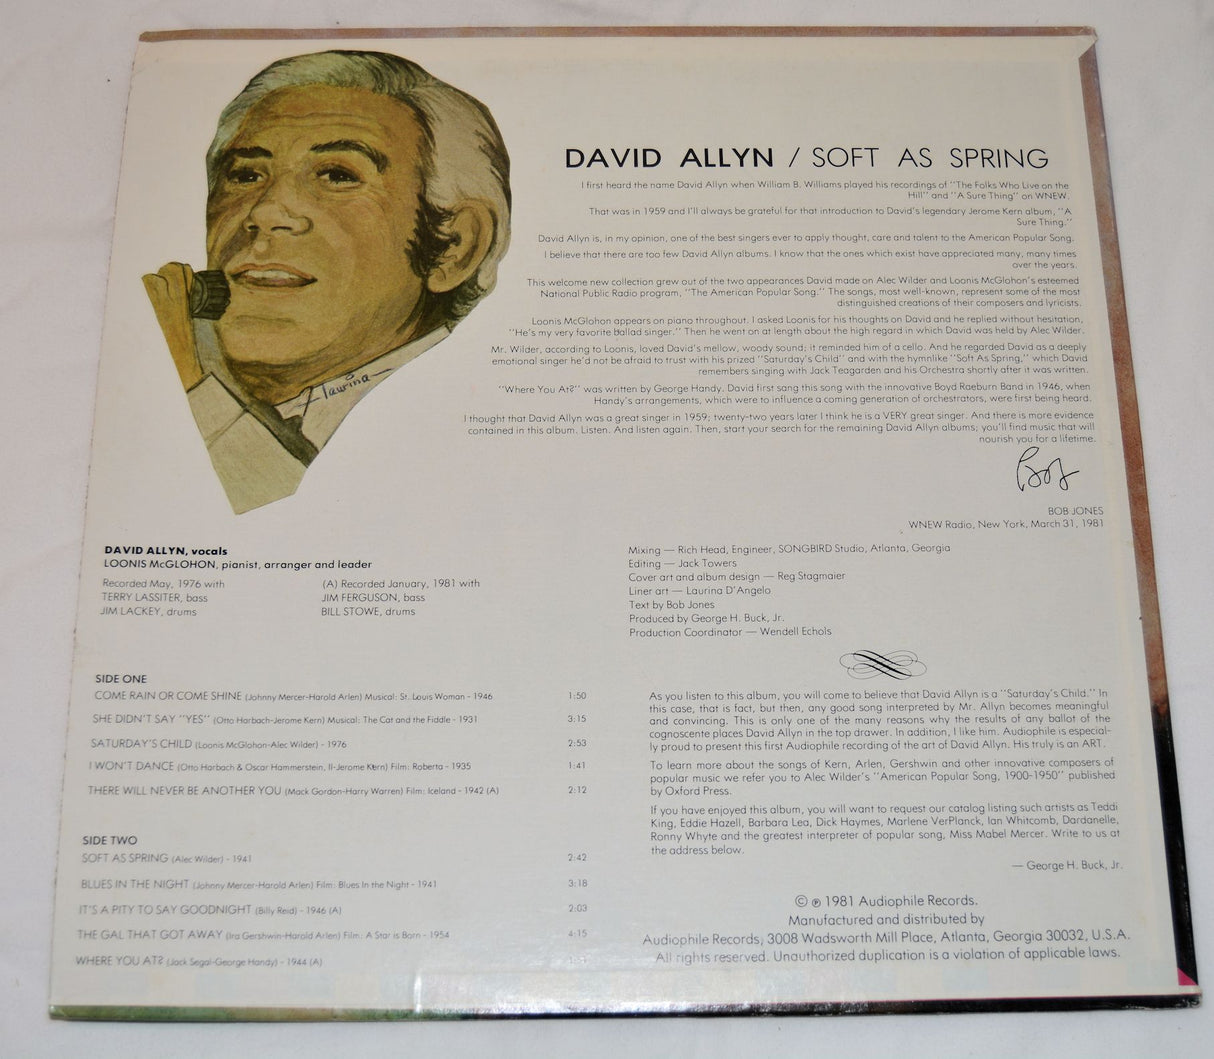 DAVID ALLYN / SOFT AS SPRING
I first heard the name David Allyn when William B. Williams played his recordings of "The Folks Who Live on the
Hill" and "A Sure Thing" on WNEW.
That was in 1959 and I'll always be grateful for that introduction to David's legendary Jerome Kern album, "A
Sure Thing."
David Allyn is, in my opinion, one of the best singers ever to apply thought, care and talent to the American Popular Song.
I believe that there are too few David Allyn albums. I know that the ones which exist have appreciated many, many times
over the years.
This welcome new collection grew out of the two appearances David made on Alec Wilder and Loonis McGlohon's esteemed
National Public Radio program, "The American Popular Song." The songs, most well-known, represent some of the most
distinguished creations of their composers and lyricists.
Loonis McGlohon appears on piano throughout. I asked Loonis for his thoughts on David and he replied without hesitation,
"He's my very favorite ballad singer." Then he went on at length about the high regard in which David was held by Alec Wilder.
Mr. Wilder, according to Loonis, loved David's mellow, woody sound; it reminded him of a cello. And he regarded David as a deeply
emotional singer he'd not be afraid to trust with his prized "Saturday's Child" and with the hymnlike "Soft As Spring," which David
remembers singing with Jack Teagarden and his Orchestra shortly after it was written.
"Where You At?" was written by George Handy. David first sang this song with the innovative Boyd Raeburn Band in 1946, when
Handy's arrangements, which were to influence a coming generation of orchestrators, were first being heard.
I thought that David Allyn was a great singer in 1959; twenty-two years later I think he is a VERY great singer. And there is more evidence
contained in this album. Listen. And listen again. Then, start your search for the remaining David Allyn albums; you'll find music that will
nourish you for a lifetime.
Laurina
Bob
BOB JONES
WNEW Radio, New York, March 31, 1981
DAVID ALLYN, vocals
LOONIS McGLOHON, pianist, arranger and leader
Recorded May, 1976 with
TERRY LASSITER, bass
JIM LACKEY, drums
(A) Recorded January, 1981 with
JIM FERGUSON, bass
BILL STOWE, drums
Mixing — Rich Head, Engineer, SONGBIRD Studio, Atlanta, Georgia
Editing — Jack Towers
Cover art and album design — Reg Stagmaier
Liner art — Laurina D'Angelo
Text by Bob Jones
Produced by George H. Buck, Jr.
Production Coordinator — Wendell Echols
SIDE ONE
COME RAIN OR COME SHINE (Johnny Mercer-Harold Arlen) Musical: St. Louis Woman - 1946 1:50
SHE DIDN'T SAY "YES" (Otto Harbach-Jerome Kern) Musical: The Cat and the Fiddle - 1931 3:15
SATURDAY'S CHILD (Loonis McGlohon-Alec Wilder) - 1976 2:53
I WON'T DANCE (Otto Harbach & Oscar Hammerstein, II-Jerome Kern) Film: Roberta - 1935 1:41
THERE WILL NEVER BE ANOTHER YOU (Mack Gordon-Harry Warren) Film: Iceland - 1942 (A) 2:12
SIDE TWO
SOFT AS SPRING (Alec Wilder) - 1941 2:42
BLUES IN THE NIGHT (Johnny Mercer-Harold Arlen) Film: Blues In the Night - 1941 3:18
IT'S A PITY TO SAY GOODNIGHT (Billy Reid) - 1946 (A) 2:03
THE GAL THAT GOT AWAY (Ira Gershwin-Harold Arlen) Film: A Star is Born - 1954 4:15
WHERE YOU AT? (Jack Segal-George Handy) - 1944 (A)
As you listen to this album, you will come to believe that David Allyn is a "Saturday's Child." In
this case, that is fact, but then, any good song interpreted by Mr. Allyn becomes meaningful
and convincing. This is only one of the many reasons why the results of any ballot of the
cognoscente places David Allyn in the top drawer. In addition, I like him. Audiophile is especial-
ly proud to present this first Audiophile recording of the art of David Allyn. His truly is an ART.
To learn more about the songs of Kern, Arlen, Gershwin and other innovative composers of
popular music we refer you to Alec Wilder's "American Popular Song, 1900-1950" published
by Oxford Press.
If you have enjoyed this album, you will want to request our catalog listing such artists as Teddi
King, Eddie Hazell, Barbara Lea, Dick Haymes, Marlene VerPlanck, Ian Whitcomb, Dardanelle,
Ronny Whyte and the greatest interpreter of popular song, Miss Mabel Mercer. Write to us at
the address below.
— George H. Buck, Jr.
© ℗ 1981 Audiophile Records.
Manufactured and distributed by
Audiophile Records, 3008 Wadsworth Mill Place, Atlanta, Georgia 30032, U.S.A.
All rights reserved. Unauthorized duplication is a violation of applicable laws.